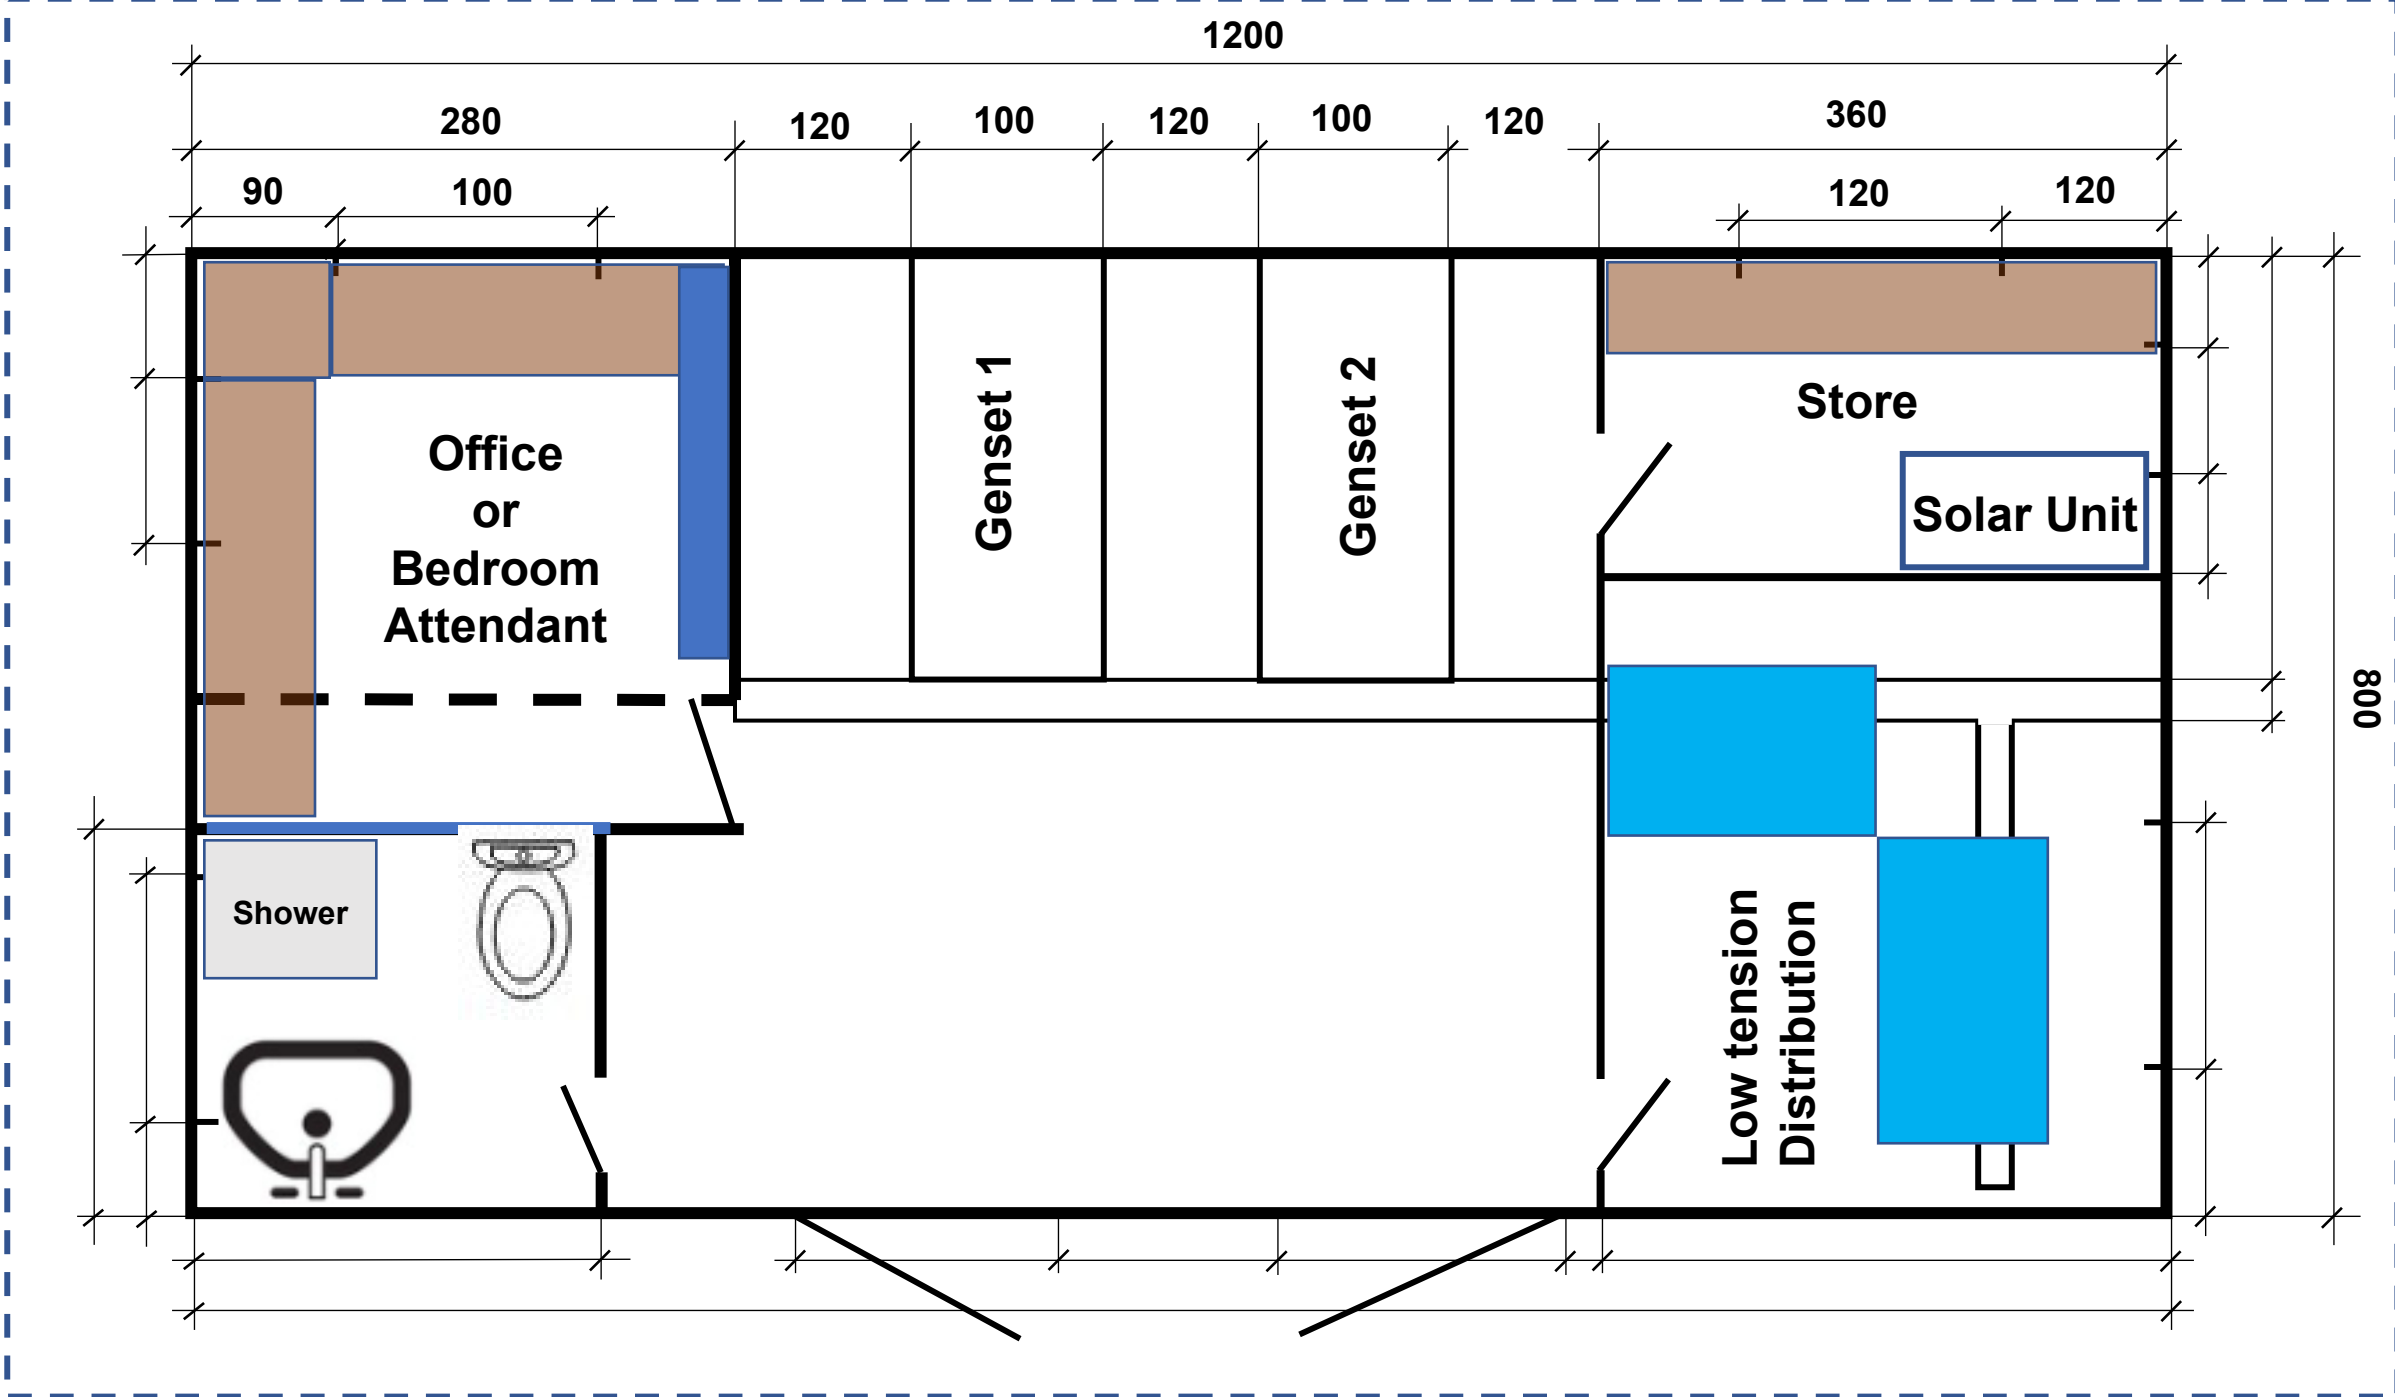 1200
280
120
100
120
100
120
360
90
100
120
120
Office
or
Bedroom
Attendant
Genset 1
Genset 2
Store
Solar Unit
800
Shower
Low tension
Distribution